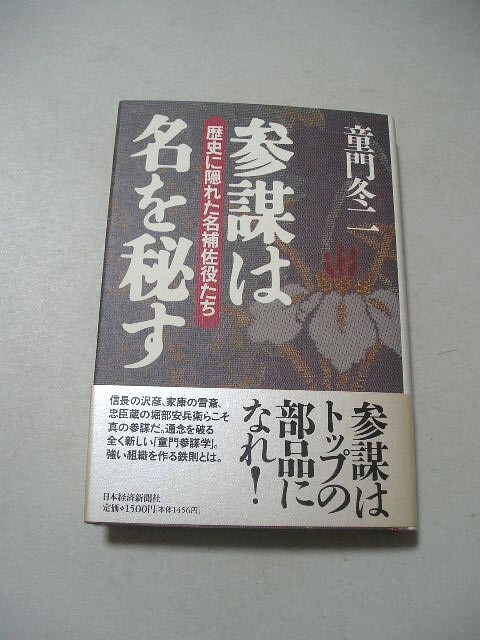 童門冬二
参謀は
名を秘す
歴史に隠れた名補佐役たち
参謀は
トップの
部品に
なれ!
信長の沢彦、家康の雪斎、
忠臣蔵の堀部安兵衛らこそ
真の参謀だ。通念を破る
全く新しい「童門参謀学」。
強い組織を作る鉄則とは。
日本経済新聞社
定価・1500円[本体1456円]